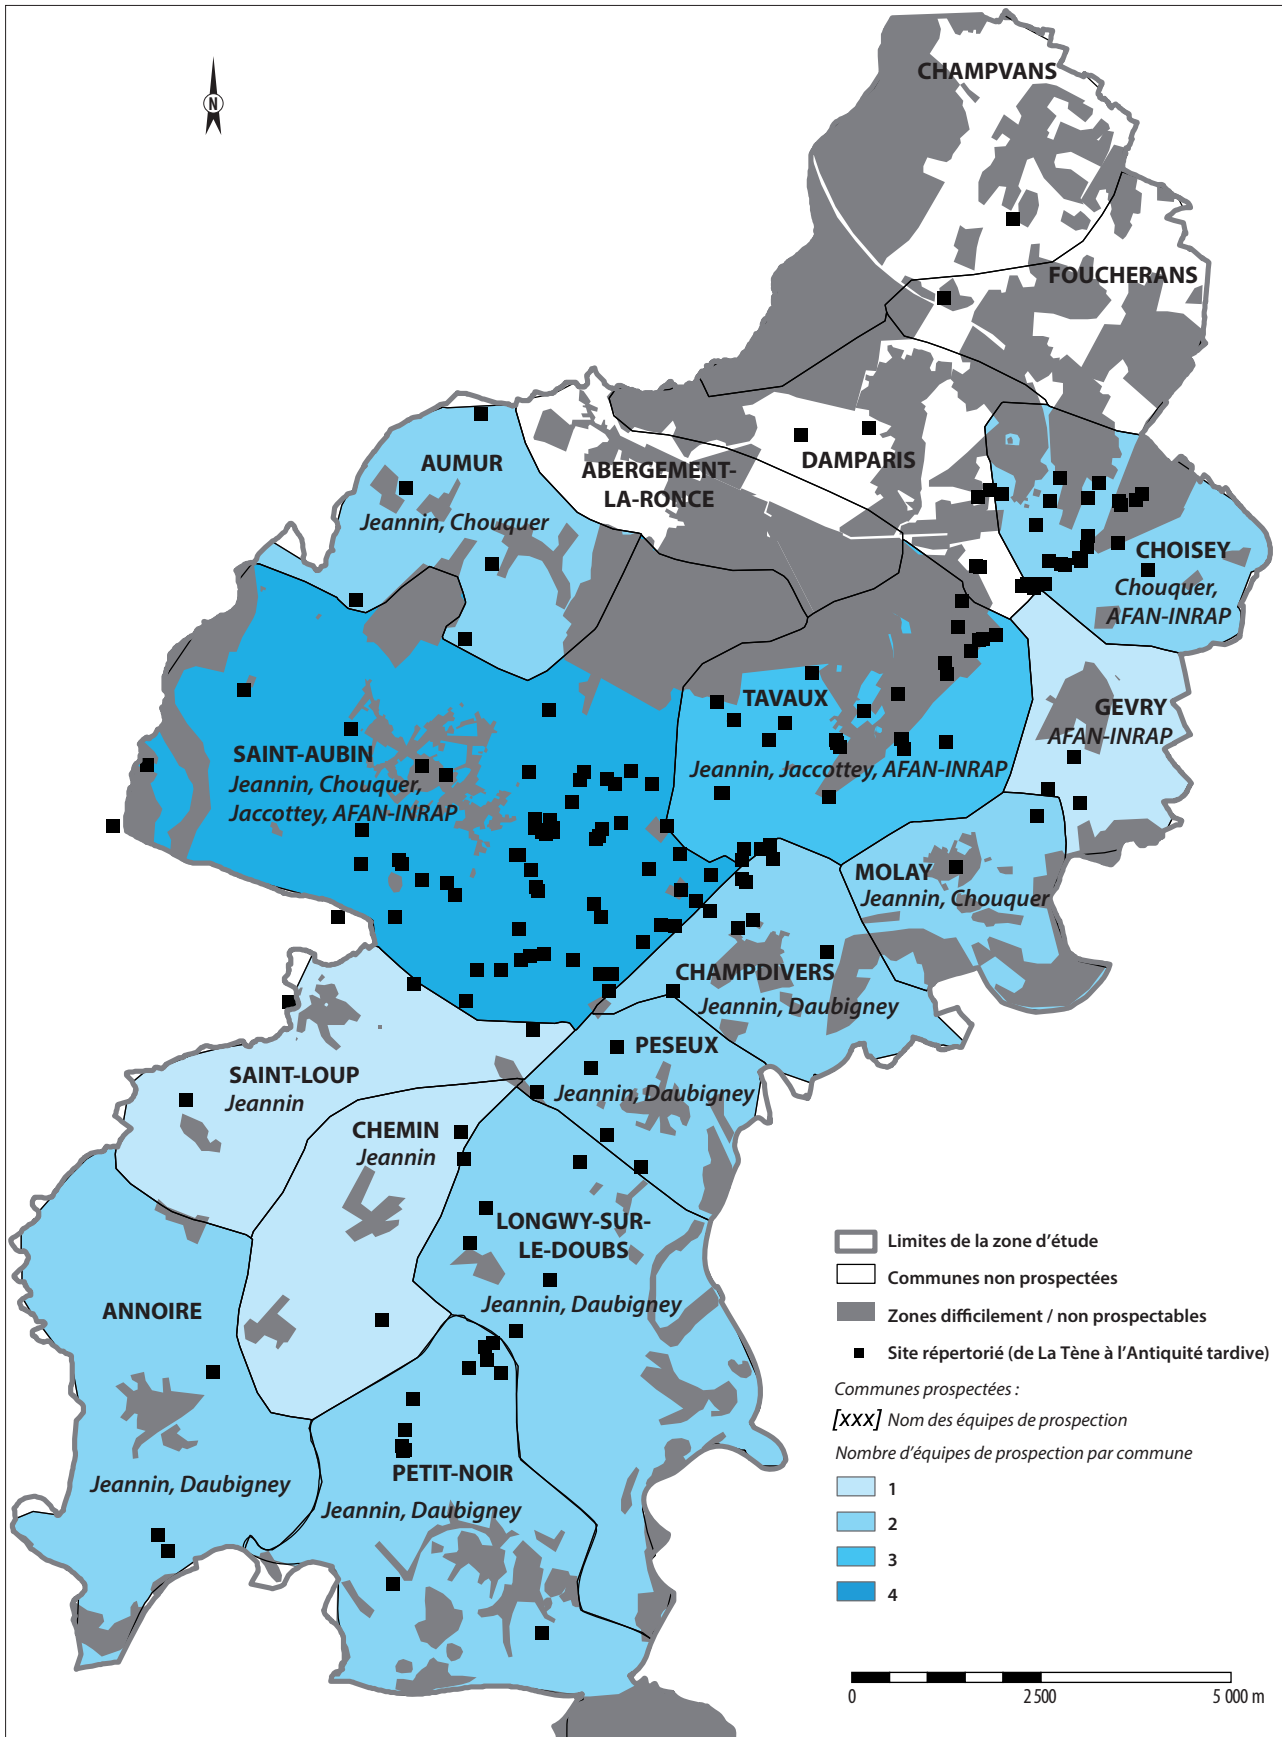 N
CHAMPVANS
FOUCHERANS
AUMUR
Jeannin, Chouquer
ABERGEMENT-
LA-RONCE
DAMPARIS
CHOISEY
Chouquer,
AFAN-INRAP
TAVAUX
Jeannin, Jaccottey, AFAN-INRAP
GEVRY
AFAN-INRAP
SAINT-AUBIN
Jeannin, Chouquer,
Jaccottey, AFAN-INRAP
MOLAY
Jeannin, Chouquer
CHAMPDIVERS
Jeannin, Daubigney
PESEUX
Jeannin, Daubigney
SAINT-LOUP
Jeannin
CHEMIN
Jeannin
LONGWY-SUR-
LE-DOUBS
Jeannin, Daubigney
ANNOIRE
Jeannin, Daubigney
PETIT-NOIR
Jeannin, Daubigney
Limites de la zone d'étude
Communes non prospectées
Zones difficilement / non prospectables
Site répertorié (de La Tène à l'Antiquité tardive)
Communes prospectées :
[XXX] Nom des équipes de prospection
Nombre d'équipes de prospection par commune
1
2
3
4
0 2500 5 000 m